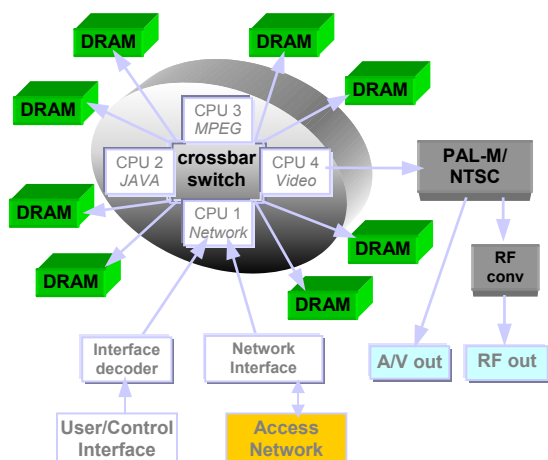 DRAM
DRAM
DRAM
DRAM
CPU 3
MPEG
CPU 2
JAVA
crossbar
switch
CPU 4
Video
PAL-M/
NTSC
CPU 1
Network
DRAM
DRAM
DRAM
DRAM
RF
conv
Interface
decoder
Network
Interface
A/V out
RF out
User/Control
Interface
Access
Network